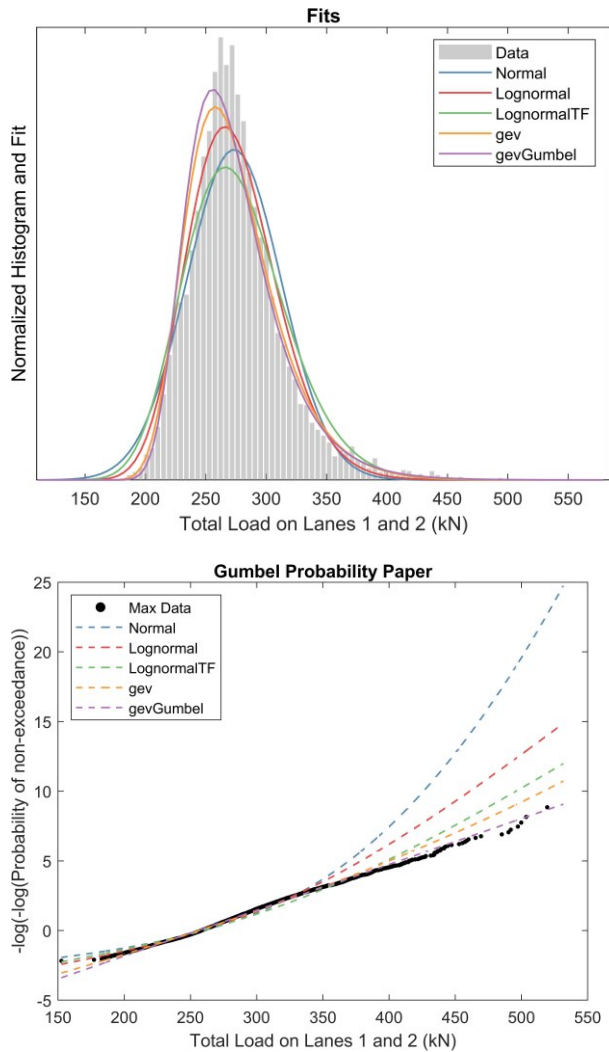 Fits
Data
Normal
Lognormal
LognormalTF
gev
gevGumbel
Normalized Histogram and Fit
150 200 250 300 350 400 450 500 550
Total Load on Lanes 1 and 2 (kN)
Gumbel Probability Paper
25
20
15
10
5
0
-5
Max Data
Normal
Lognormal
LognormalTF
gev
gevGumbel
-log(-log(Probability of non-exceedance))
150 200 250 300 350 400 450 500 550
Total Load on Lanes 1 and 2 (kN)